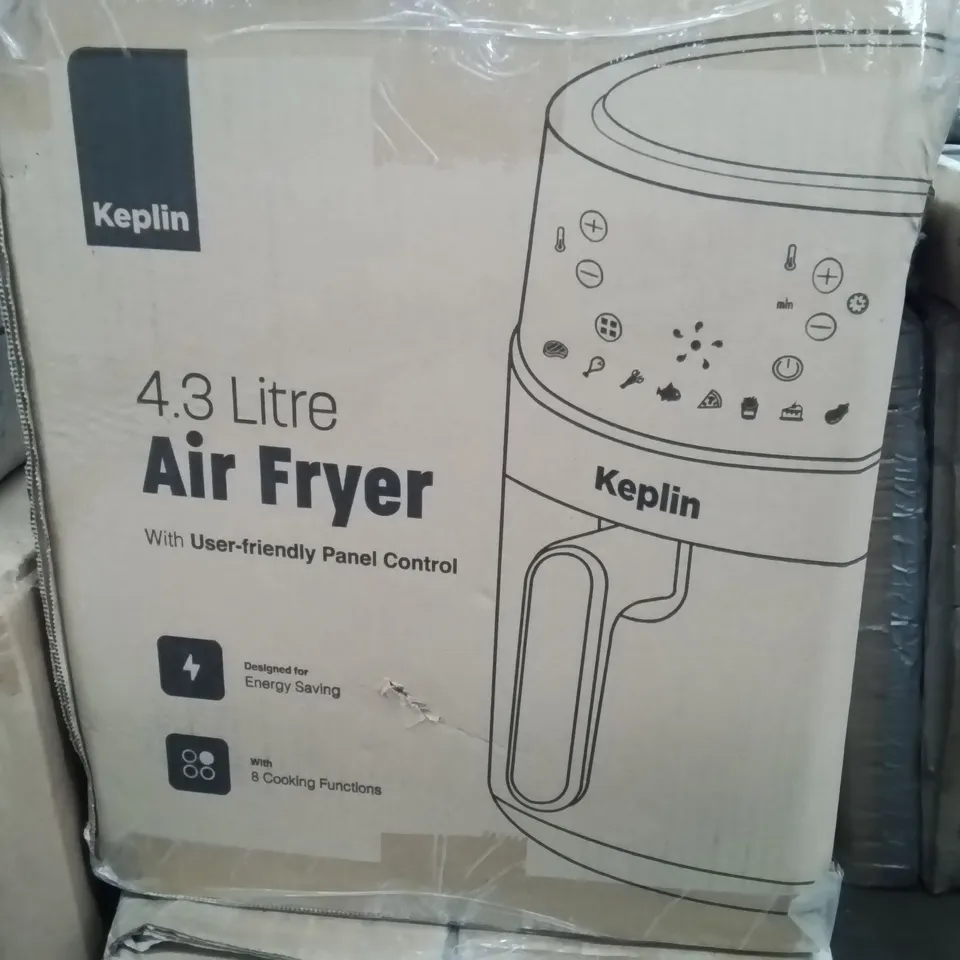 Keplin
4.3 Litre
Air Fryer
With User-friendly Panel Control
Designed for
Energy Saving
With
8 Cooking Functions
min
Keplin